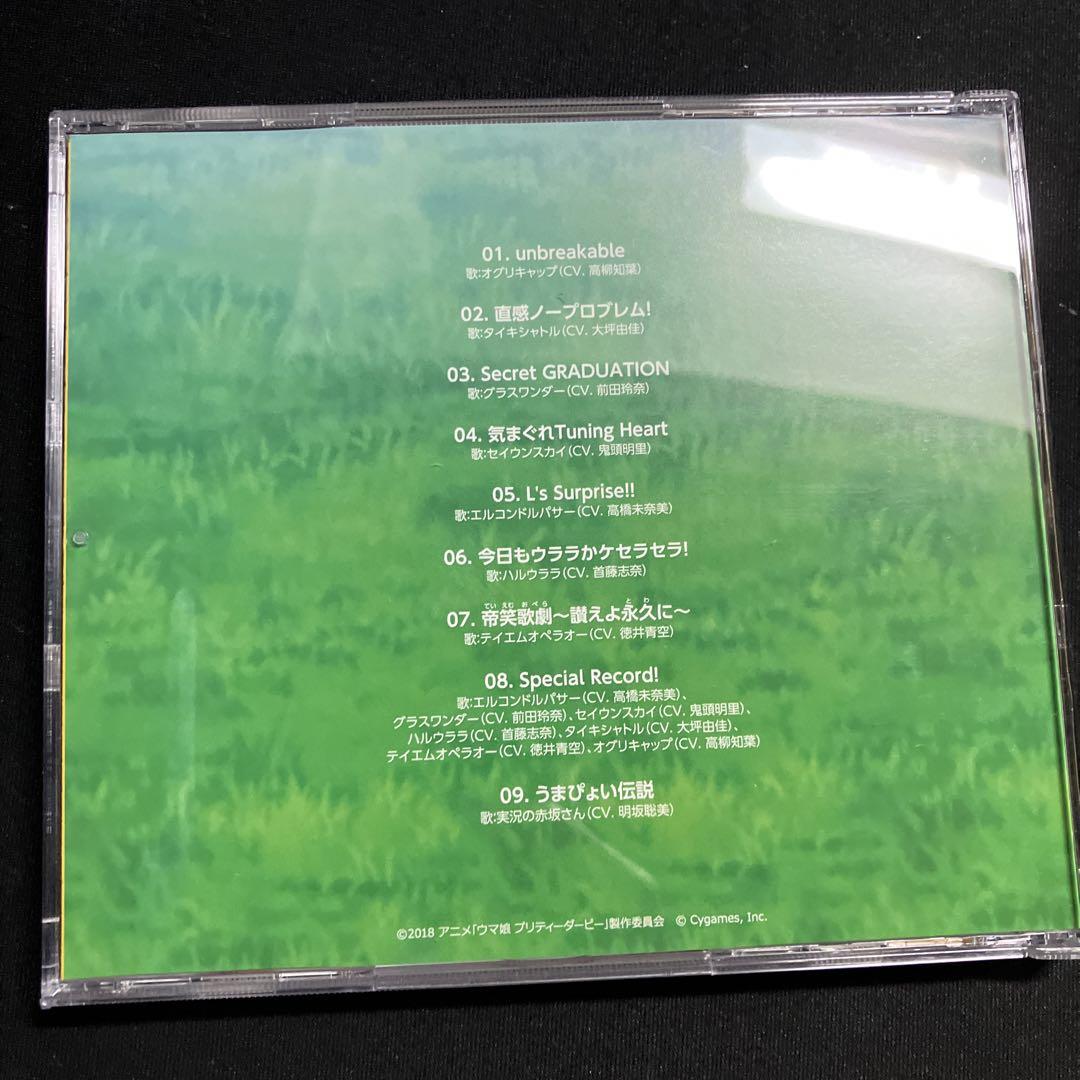 01. unbreakable
歌:オグリキャップ(CV. 高柳知葉)
02. 直感ノープロブレム!
歌:タイキシャトル(CV. 大坪由佳)
03. Secret GRADUATION
歌:グラスワンダー(CV. 前田玲奈)
04. 気まぐれTuning Heart
歌:セイウンスカイ(CV. 鬼頭明里)
05. L's Surprise!!
歌:エルコンドルパサー(CV. 高橋未奈美)
06. 今日もウララかケセラセラ!
歌:ハルウララ(CV. 首藤志奈)
てい えむ おぺら とわ
07. 帝笑歌劇～讃えよ永久に～
歌:テイエムオペラオー(CV. 徳井青空)
08. Special Record!
歌:エルコンドルパサー(CV. 高橋未奈美)、
グラスワンダー(CV. 前田玲奈)、セイウンスカイ(CV. 鬼頭明里)、
ハルウララ(CV. 首藤志奈)、タイキシャトル(CV. 大坪由佳)、
テイエムオペラオー(CV. 徳井青空)、オグリキャップ(CV. 高柳知葉)
09. うまぴょい伝説
歌:実況の赤坂さん(CV. 明坂聡美)
©2018 アニメ「ウマ娘 プリティーダービー」製作委員会 © Cygames, Inc.